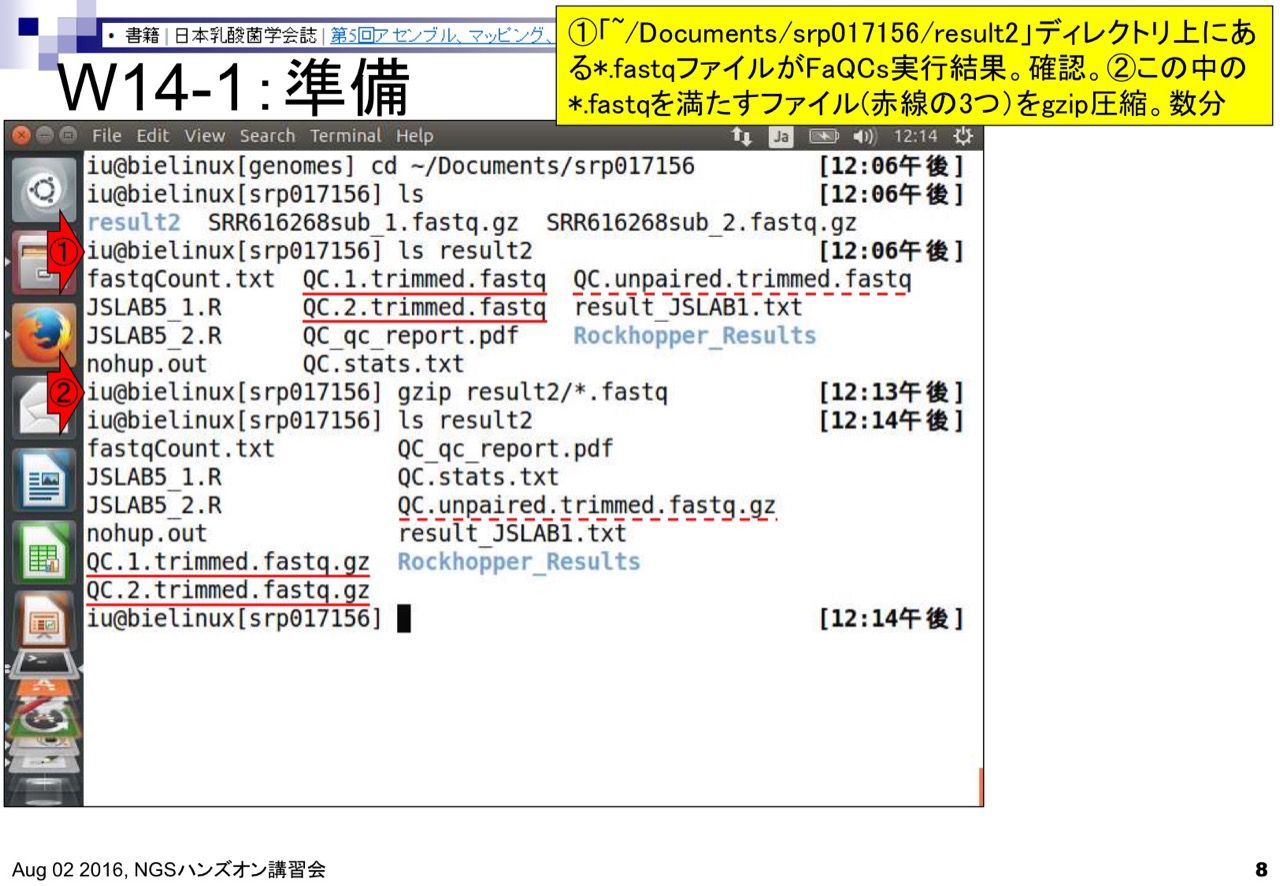 • 書籍 | 日本乳酸菌学会誌 | 第5回アセンブル、マッピング、
W14-1：準備
①「~/Documents/srp017156/result2」ディレクトリ上にあ
る*.fastqファイルがFaQCs実行結果。確認。②この中の
*.fastqを満たすファイル(赤線の3つ)をgzip圧縮。数分
File Edit View Search Terminal Help Ja 12:14
iu@bielinux[genomes] cd ~/Documents/srp017156 [12:06午後]
iu@bielinux[srp017156] ls [12:06午後]
result2 SRR616268sub_1.fastq.gz SRR616268sub_2.fastq.gz
① iu@bielinux[srp017156] ls result2 [12:06午後]
fastqCount.txt QC.1.trimmed.fastq QC.unpaired.trimmed.fastq
JSLAB5_1.R QC.2.trimmed.fastq result_JSLAB1.txt
JSLAB5_2.R QC_qc_report.pdf Rockhopper_Results
nohup.out QC.stats.txt
② iu@bielinux[srp017156] gzip result2/*.fastq [12:13午後]
iu@bielinux[srp017156] ls result2 [12:14午後]
fastqCount.txt QC_qc_report.pdf
JSLAB5_1.R QC.stats.txt
JSLAB5_2.R QC.unpaired.trimmed.fastq.gz
nohup.out result_JSLAB1.txt
QC.1.trimmed.fastq.gz Rockhopper_Results
QC.2.trimmed.fastq.gz
iu@bielinux[srp017156] [12:14午後]
Aug 02 2016, NGSハンズオン講習会
8